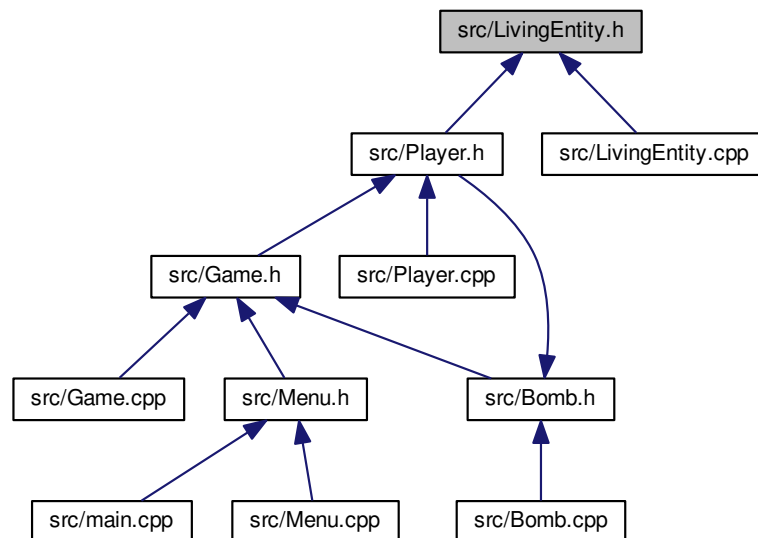 src/LivingEntity.h
src/Player.h
src/LivingEntity.cpp
src/Game.h
src/Player.cpp
src/Game.cpp
src/Menu.h
src/Bomb.h
src/main.cpp
src/Menu.cpp
src/Bomb.cpp